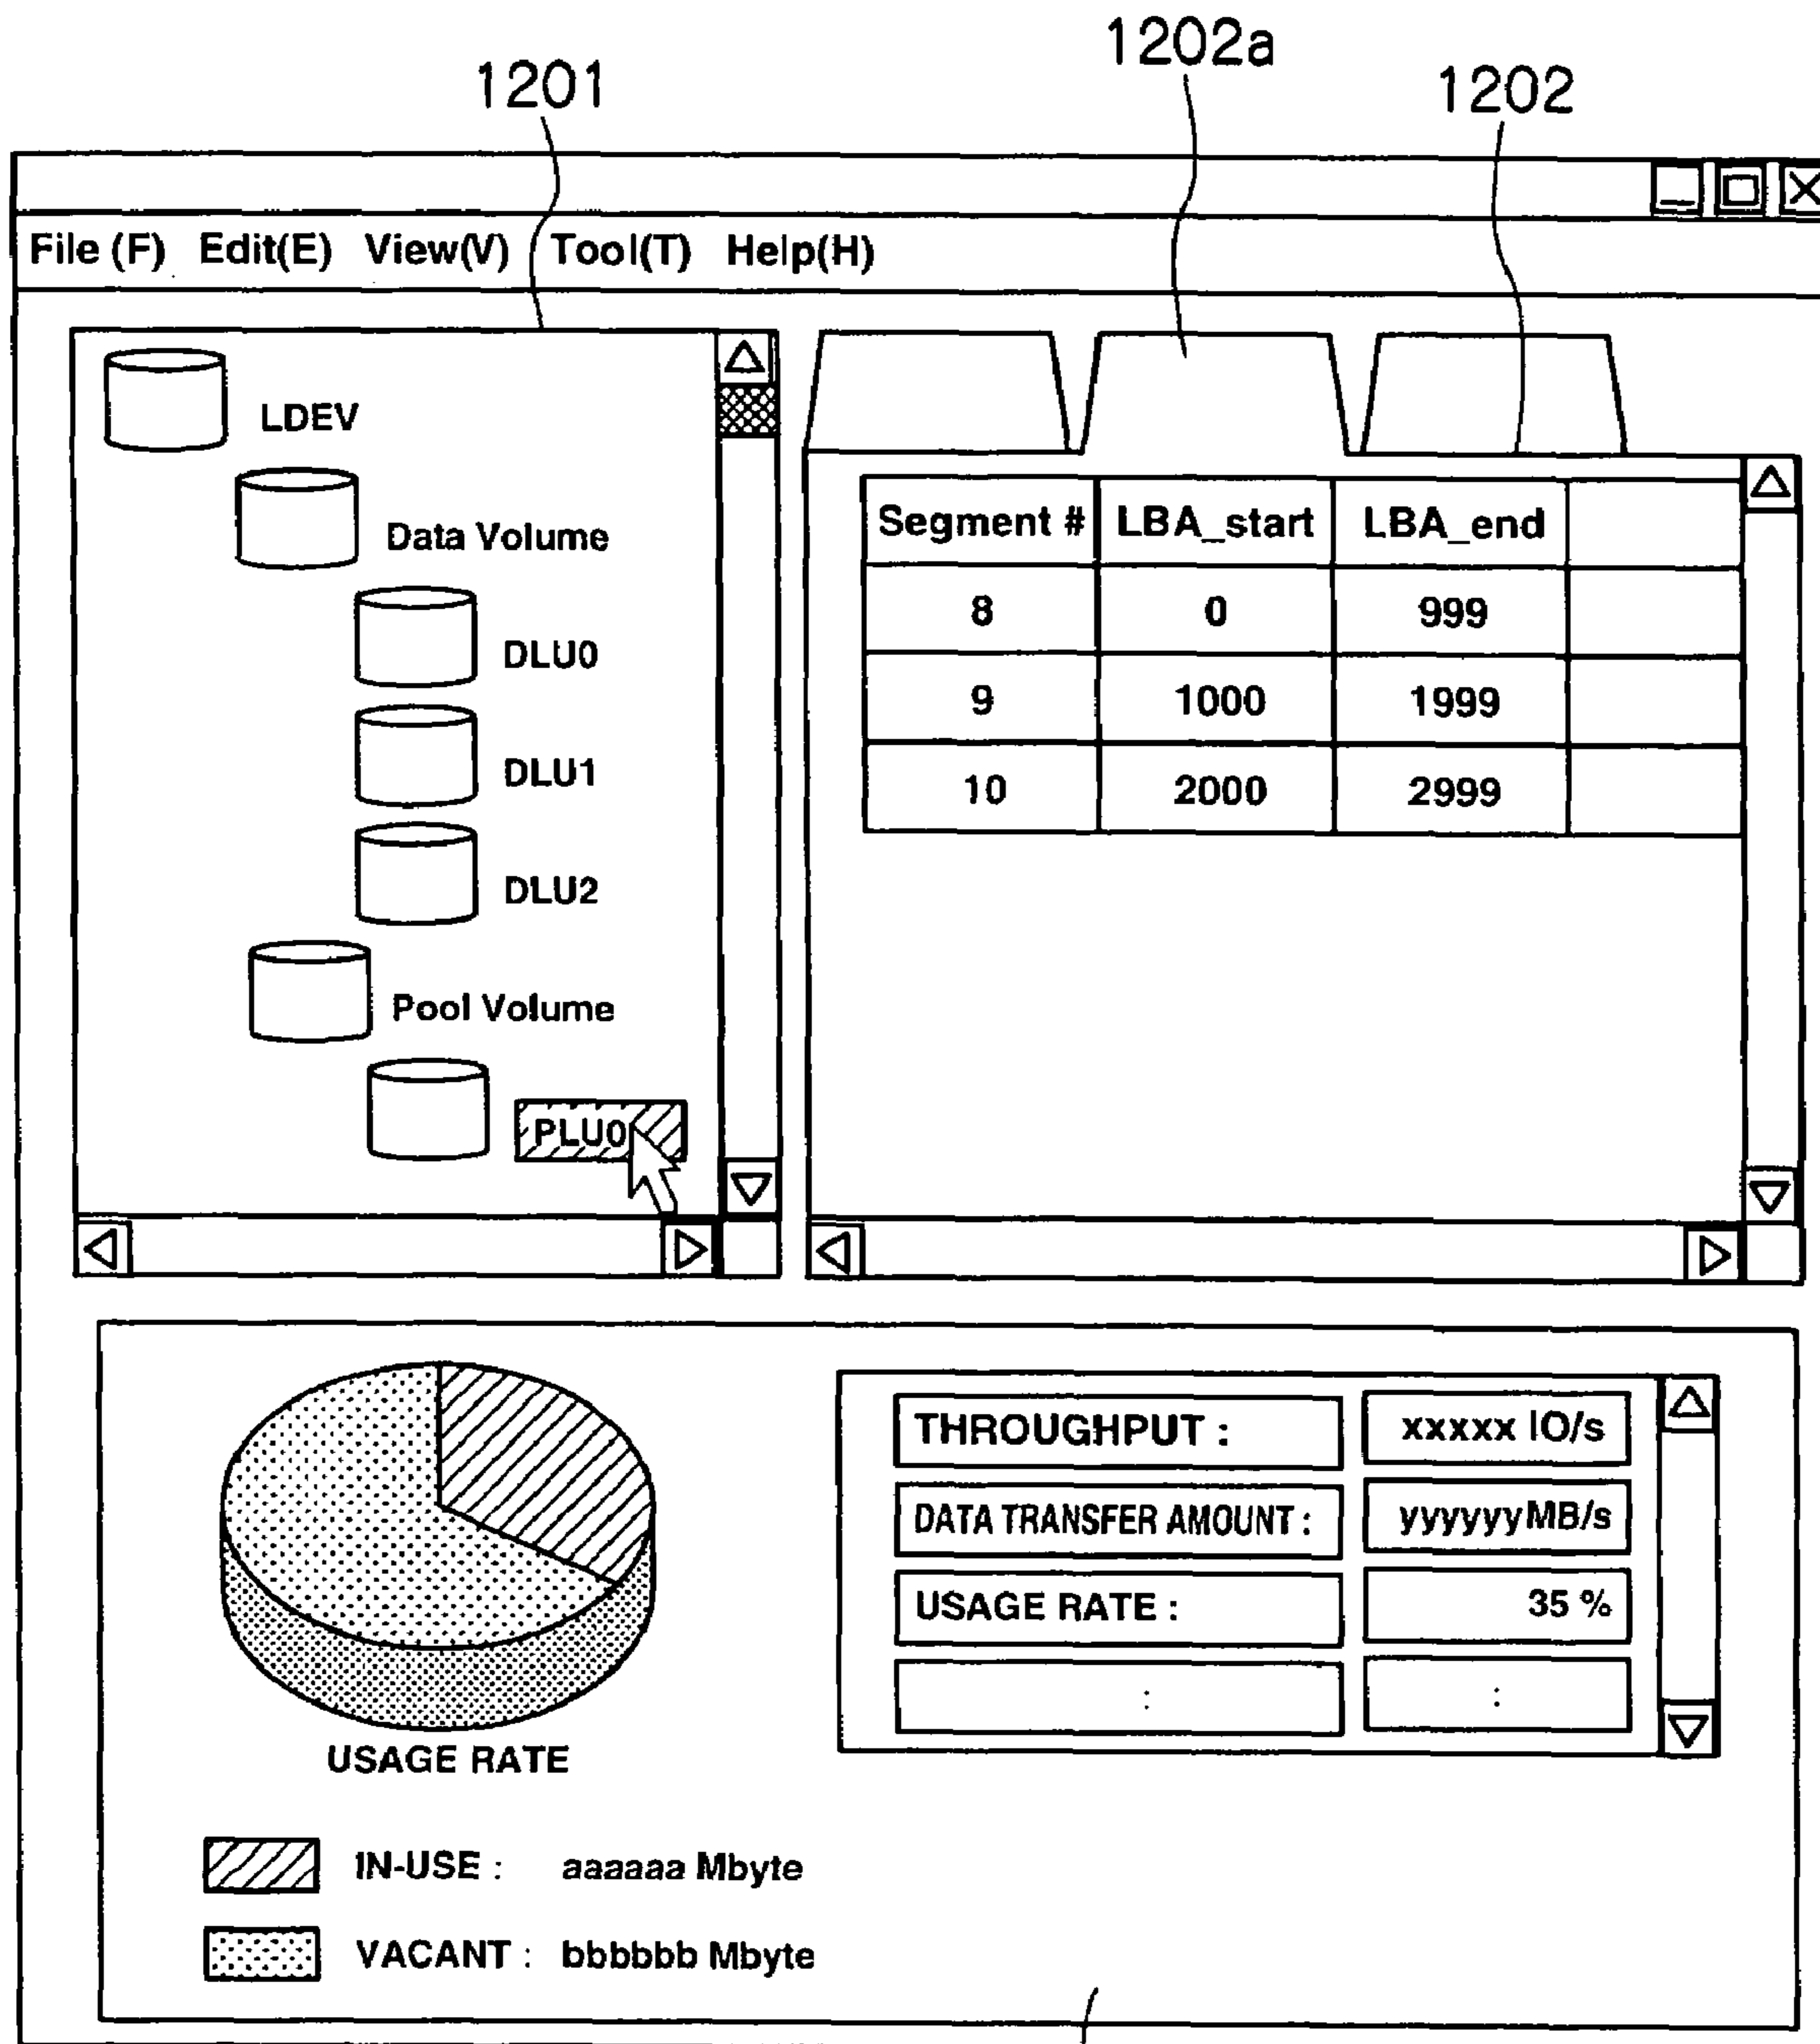 1202a
1201
1202
File (F) Edit(E) View(V) Tool(T) Help(H)
LDEV
Data Volume
DLU0
DLU1
DLU2
Pool Volume
PLU0
Segment # LBA_start LBA_end
8 0 999
9 1000 1999
10 2000 2999
USAGE RATE
IN-USE : aaaaaa Mbyte
VACANT : bbbbbb Mbyte
THROUGHPUT : xxxxx IO/s
DATA TRANSFER AMOUNT : yyyyyyMB/s
USAGE RATE : 35 %
: :